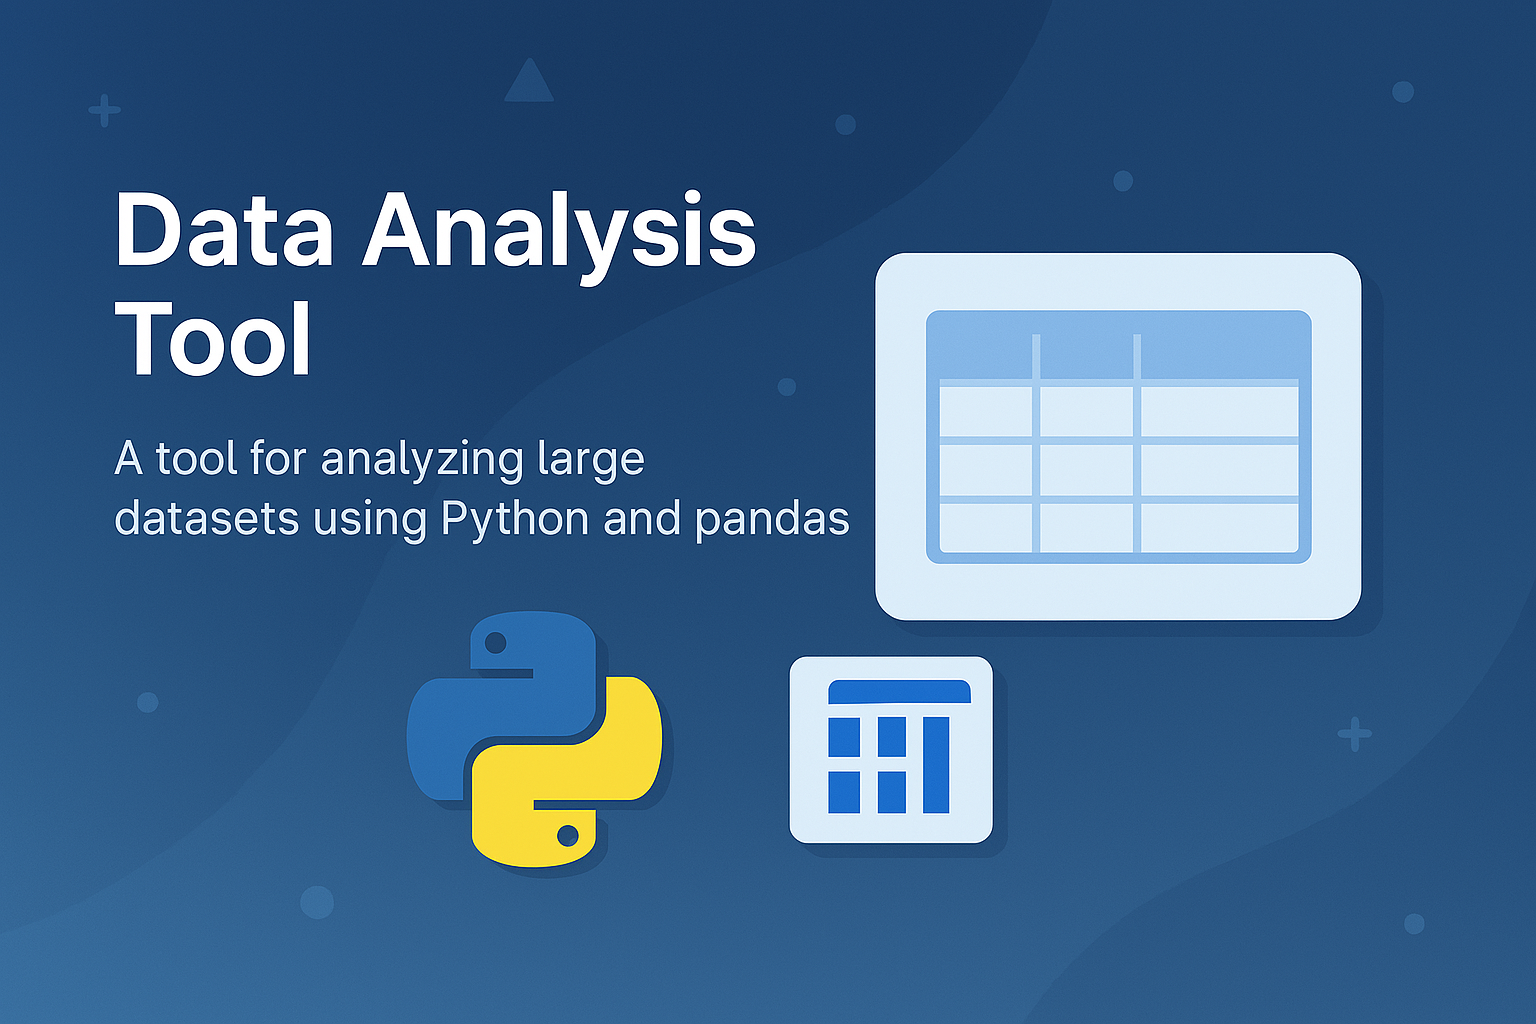 Data Analysis
Tool
A tool for analyzing large
datasets using Python and pandas